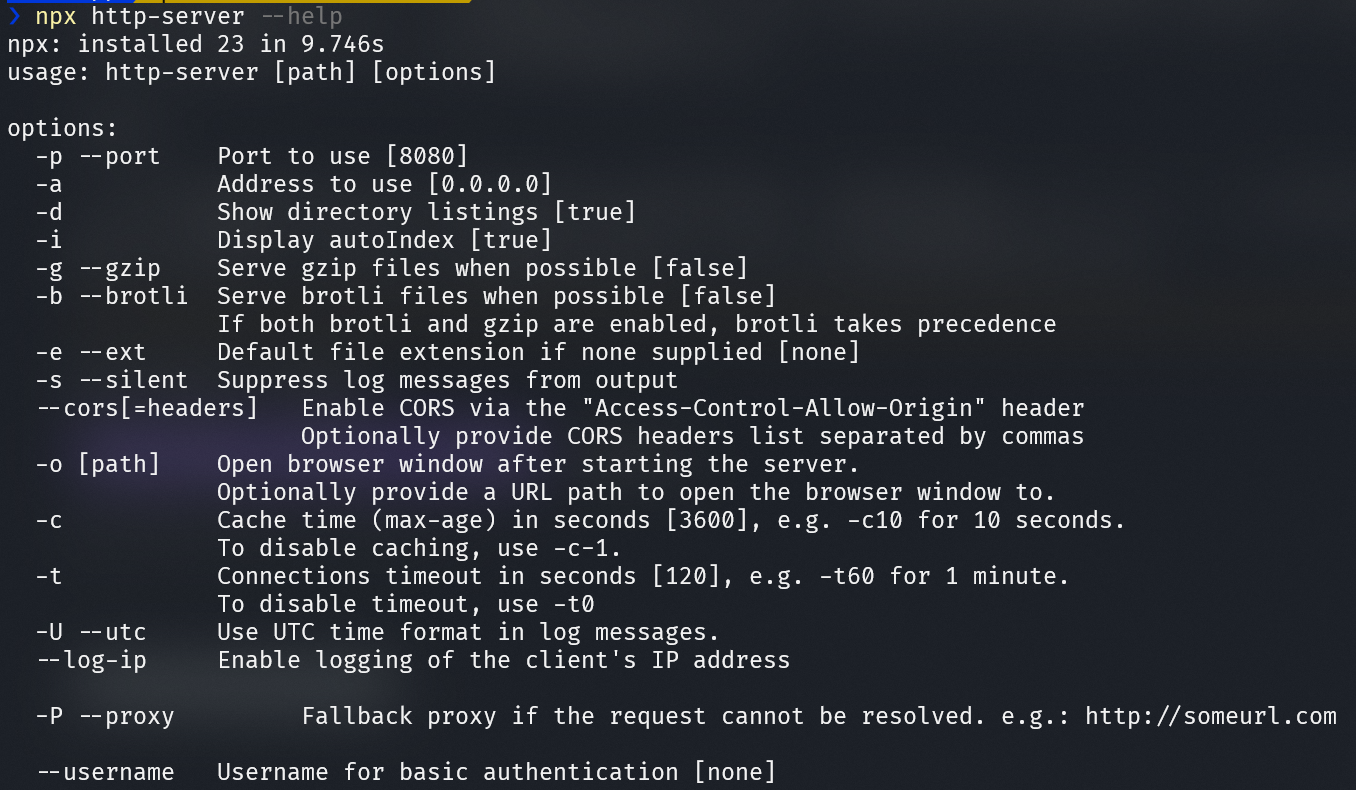 ❯ npx http-server --help
npx: installed 23 in 9.746s
usage: http-server [path] [options]

options:
  -p --port    Port to use [8080]
  -a           Address to use [0.0.0.0]
  -d           Show directory listings [true]
  -i           Display autoIndex [true]
  -g --gzip    Serve gzip files when possible [false]
  -b --brotli  Serve brotli files when possible [false]
               If both brotli and gzip are enabled, brotli takes precedence
  -e --ext     Default file extension if none supplied [none]
  -s --silent  Suppress log messages from output
  --cors[=headers]   Enable CORS via the "Access-Control-Allow-Origin" header
                     Optionally provide CORS headers list separated by commas
  -o [path]    Open browser window after starting the server.
               Optionally provide a URL path to open the browser window to.
  -c           Cache time (max-age) in seconds [3600], e.g. -c10 for 10 seconds.
               To disable caching, use -c-1.
  -t           Connections timeout in seconds [120], e.g. -t60 for 1 minute.
               To disable timeout, use -t0
  -U --utc     Use UTC time format in log messages.
  --log-ip     Enable logging of the client's IP address

  -P --proxy         Fallback proxy if the request cannot be resolved. e.g.: http://someurl.com

  --username   Username for basic authentication [none]